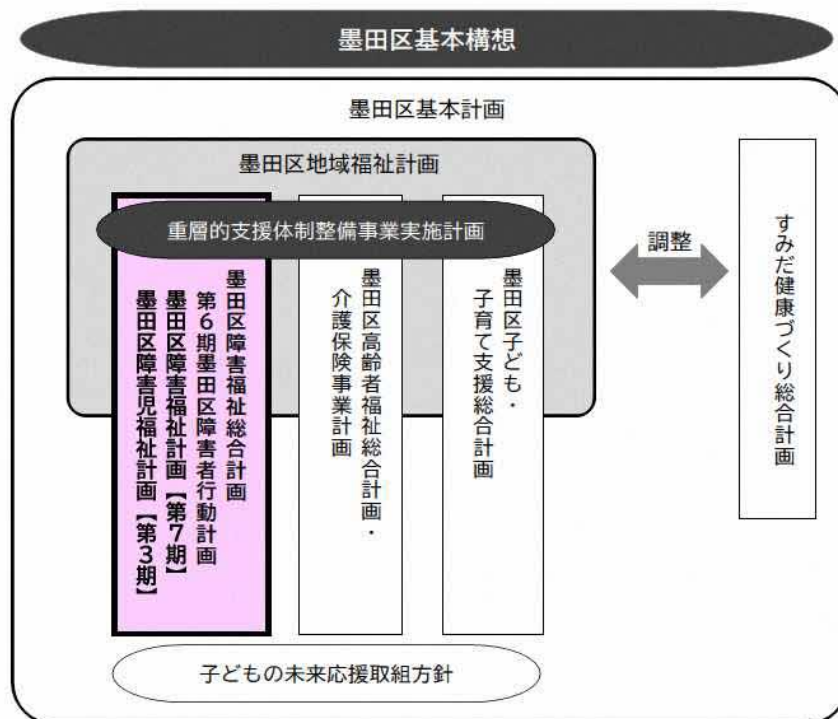 墨田区基本構想
墨田区基本計画
墨田区地域福祉計画
重層的支援体制整備事業実施計画
墨田区障害福祉総合計画
第６期墨田区障害者行動計画
墨田区障害福祉計画【第７期】
墨田区障害児福祉計画【第３期】
墨田区高齢者福祉総合計画・
介護保険事業計画
墨田区子ども・
子育て支援総合計画
調整
すみだ健康づくり総合計画
子どもの未来応援取組方針